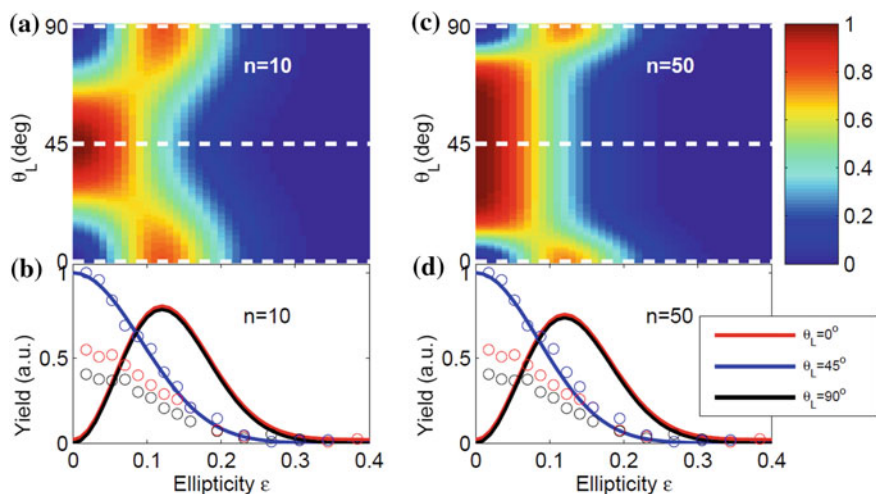 (a)
90
θL(deg)
45
0
n=10
(c)
90
θL(deg)
45
0
n=50
1
0.8
0.6
0.4
0.2
0
(b)
1
Yield (a.u.)
0.5
0
n=10
0 0.1 0.2 0.3 0.4
Ellipticity ε
(d)
1
Yield (a.u.)
0.5
0
n=50
0 0.1 0.2 0.3 0.4
Ellipticity ε
θL=0°
θL=45°
θL=90°